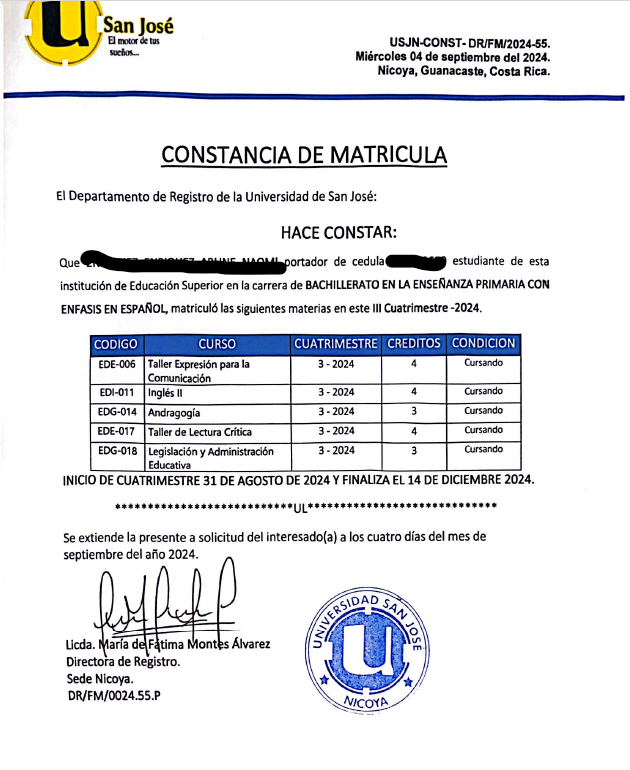 San José
El motor de tus
sueños...
USJN-CONST- DR/FM/2024-55.
Miércoles 04 de septiembre del 2024.
Nicoya, Guanacaste, Costa Rica.
CONSTANCIA DE MATRICULA
El Departamento de Registro de la Universidad de San José:
HACE CONSTAR:
Que portador de cedula estudiante de esta
institución de Educación Superior en la carrera de BACHILLERATO EN LA ENSEÑANZA PRIMARIA CON
ENFASIS EN ESPAÑOL, matriculó las siguientes materias en este III Cuatrimestre -2024.
CODIGO CURSO CUATRIMESTRE CREDITOS CONDICION
EDE-006 Taller Expresión para la 3 - 2024 4 Cursando
Comunicación
EDI-011 Inglés II 3 - 2024 4 Cursando
EDG-014 Andragogía 3 - 2024 3 Cursando
EDE-017 Taller de Lectura Crítica 3 - 2024 4 Cursando
EDG-018 Legislación y Administración 3 - 2024 3 Cursando
Educativa
INICIO DE CUATRIMESTRE 31 DE AGOSTO DE 2024 Y FINALIZA EL 14 DE DICIEMBRE 2024.
****************************UL*****************************
Se extiende la presente a solicitud del interesado(a) a los cuatro días del mes de
septiembre del año 2024.
Licda. María de Fátima Montes Álvarez
Directora de Registro.
Sede Nicoya.
DR/FM/0024.55.P
UNIVERSIDAD SAN JOSE
NICOYA